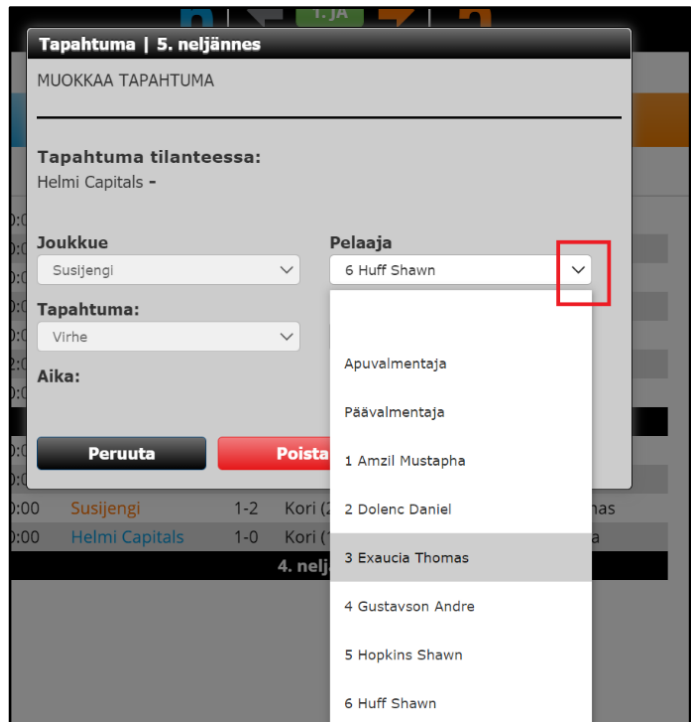 1. JA
Tapahtuma | 5. neljännes
MUOKKAA TAPAHTUMA
Tapahtuma tilanteessa:
Helmi Capitals -
Joukkue
Pelaaja
Susijengi
6 Huff Shawn
Tapahtuma:
Virhe
Apuvalmentaja
Aika:
Päävalmentaja
Peruuta
Poista
1 Amzil Mustapha
2 Dolenc Daniel
:00 Susijengi 1-2 Kori
3 Exaucia Thomas
:00 Helmi Capitals 1-0 Kori
4. nelj
4 Gustavson Andre
5 Hopkins Shawn
6 Huff Shawn